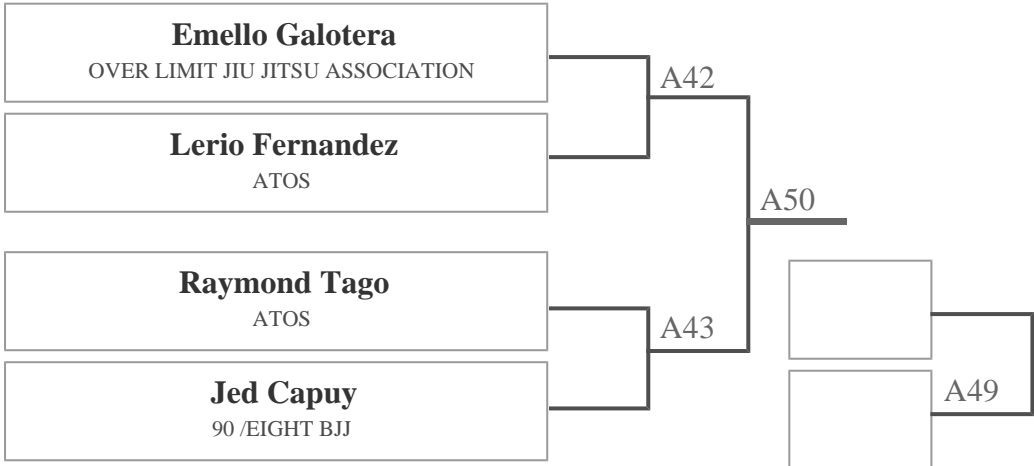 Emello Galotera
OVER LIMIT JIU JITSU ASSOCIATION
A42
Lerio Fernandez
ATOS
A50
Raymond Tago
ATOS
A43
Jed Capuy
90 /EIGHT BJJ
A49